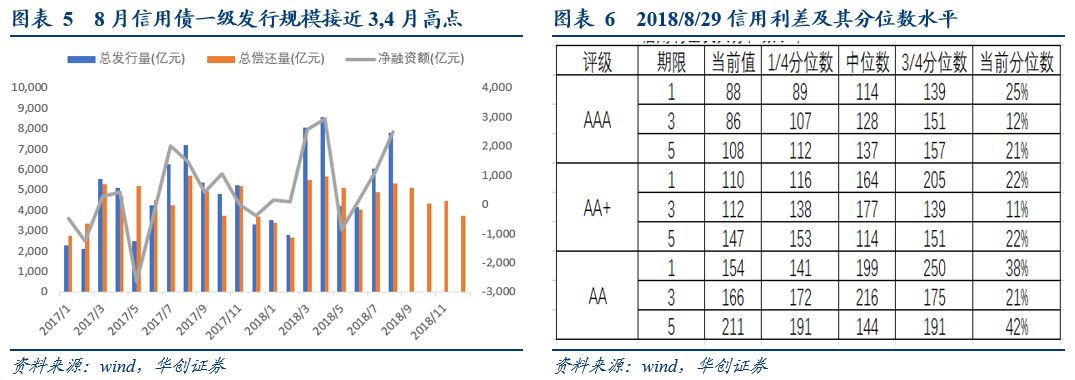 图表 5 8 月信用债一级发行规模接近 3,4 月高点
总发行量(亿元) 总偿还量(亿元) 净融资额(亿元)
10,000
9,000
8,000
7,000
6,000
5,000
4,000
3,000
2,000
1,000
0
4,000
3,000
2,000
1,000
0
-1,000
-2,000
-3,000
2017/1 2017/3 2017/5 2017/7 2017/9 2017/11 2018/1 2018/3 2018/5 2018/7 2018/9 2018/11
资料来源：wind，华创证券
图表 6 2018/8/29 信用利差及其分位数水平
评级 期限 当前值 1/4分位数 中位数 3/4分位数 当前分位数
AAA 1 88 89 114 139 25%
3 86 107 128 151 12%
5 108 112 137 157 21%
AA+ 1 110 116 164 205 22%
3 112 138 177 139 11%
5 147 153 114 151 22%
AA 1 154 141 199 250 38%
3 166 172 216 175 21%
5 211 191 144 191 42%
资料来源：wind，华创证券